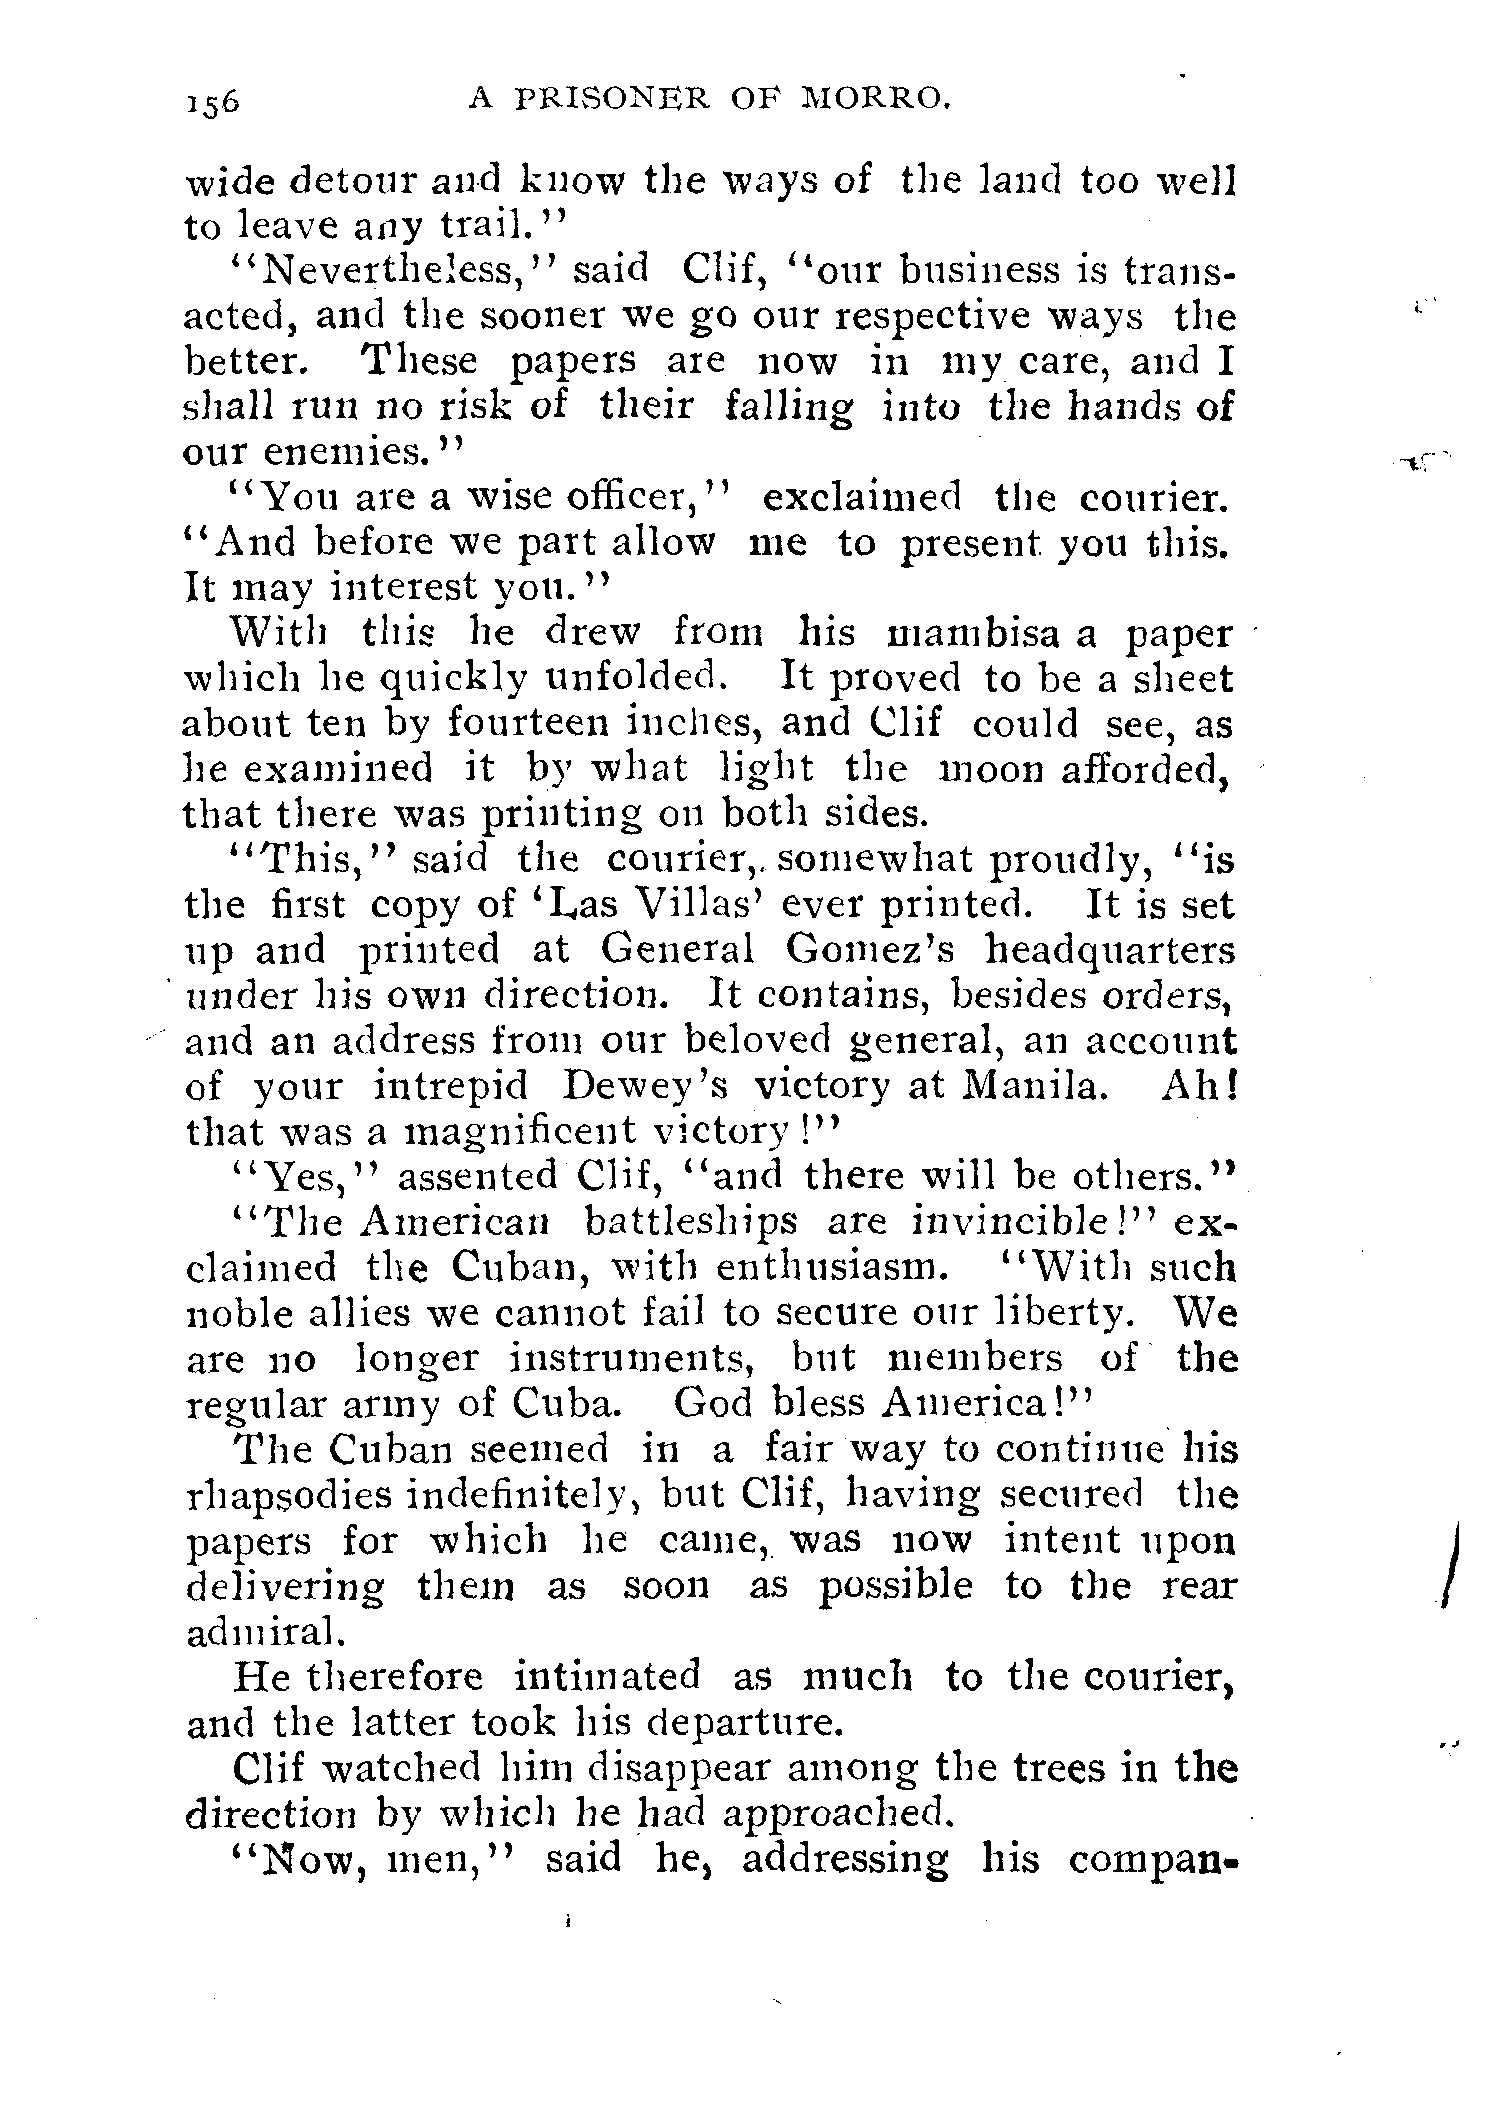 156 A PRISONER OF MORRO.
wide detour and know the ways of the land too well
to leave any trail."
"Nevertheless," said Clif, "our business is trans-
acted, and the sooner we go our respective ways the
better. These papers are now in my care, and I
shall run no risk of their falling into the hands of
our enemies."
"You are a wise officer," exclaimed the courier.
"And before we part allow me to present you this.
It may interest you."
With this he drew from his mambisa a paper
which he quickly unfolded. It proved to be a sheet
about ten by fourteen inches, and Clif could see, as
he examined it by what light the moon afforded,
that there was printing on both sides.
"This," said the courier, somewhat proudly, "is
the first copy of 'Las Villas' ever printed. It is set
up and printed at General Gomez's headquarters
under his own direction. It contains, besides orders,
and an address from our beloved general, an account
of your intrepid Dewey's victory at Manila. Ah!
that was a magnificent victory!"
"Yes," assented Clif, "and there will be others."
"The American battleships are invincible!" ex-
claimed the Cuban, with enthusiasm. "With such
noble allies we cannot fail to secure our liberty. We
are no longer instruments, but members of the
regular army of Cuba. God bless America!"
The Cuban seemed in a fair way to continue his
rhapsodies indefinitely, but Clif, having secured the
papers for which he came, was now intent upon
delivering them as soon as possible to the rear
admiral.
He therefore intimated as much to the courier,
and the latter took his departure.
Clif watched him disappear among the trees in the
direction by which he had approached.
"Now, men," said he, addressing his compan-